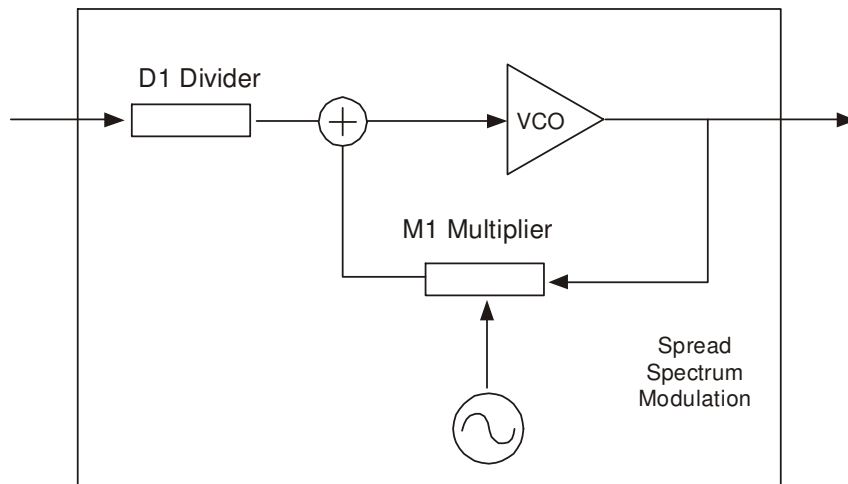 D1 Divider
VCO
M1 Multiplier
Spread
Spectrum
Modulation